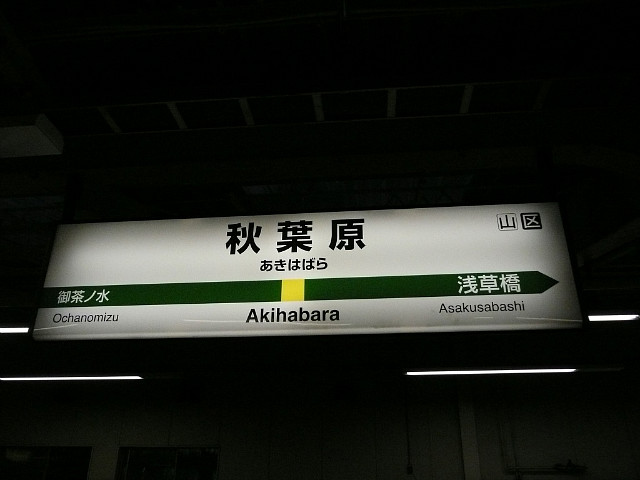 山区
秋葉原
あきはばら
御茶ノ水
浅草橋
Ochanomizu
Akihabara
Asakusabashi